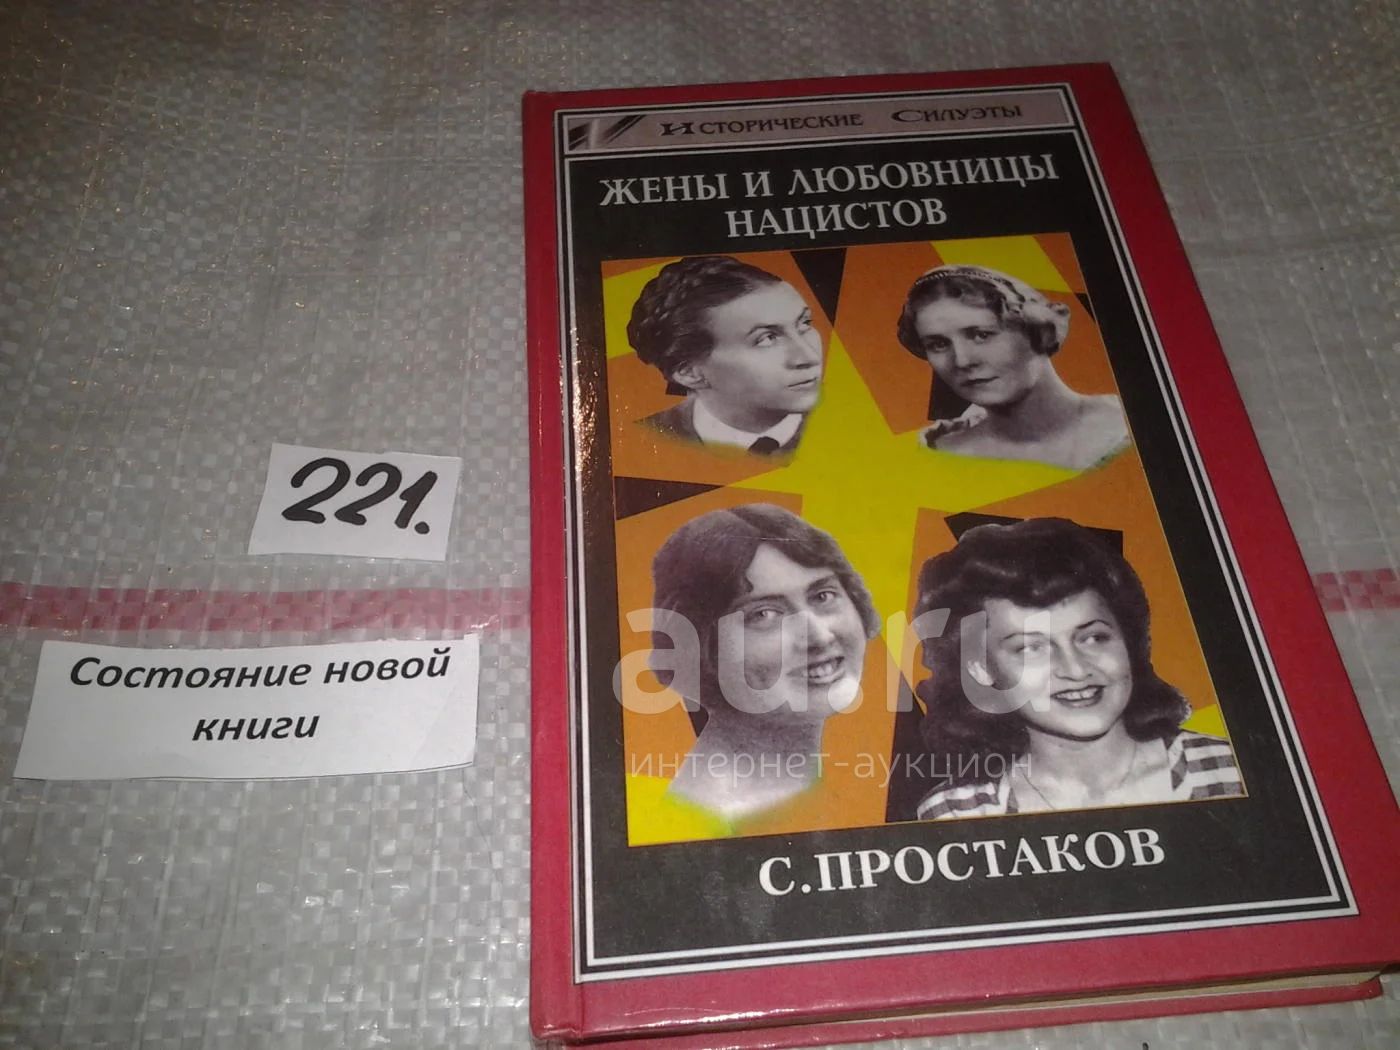 Исторические Силуэты
ЖЕНЫ И ЛЮБОВНИЦЫ
НАЦИСТОВ
221.
Состояние новой
книги
au.ru
интернет-аукцион
С.ПРОСТАКОВ